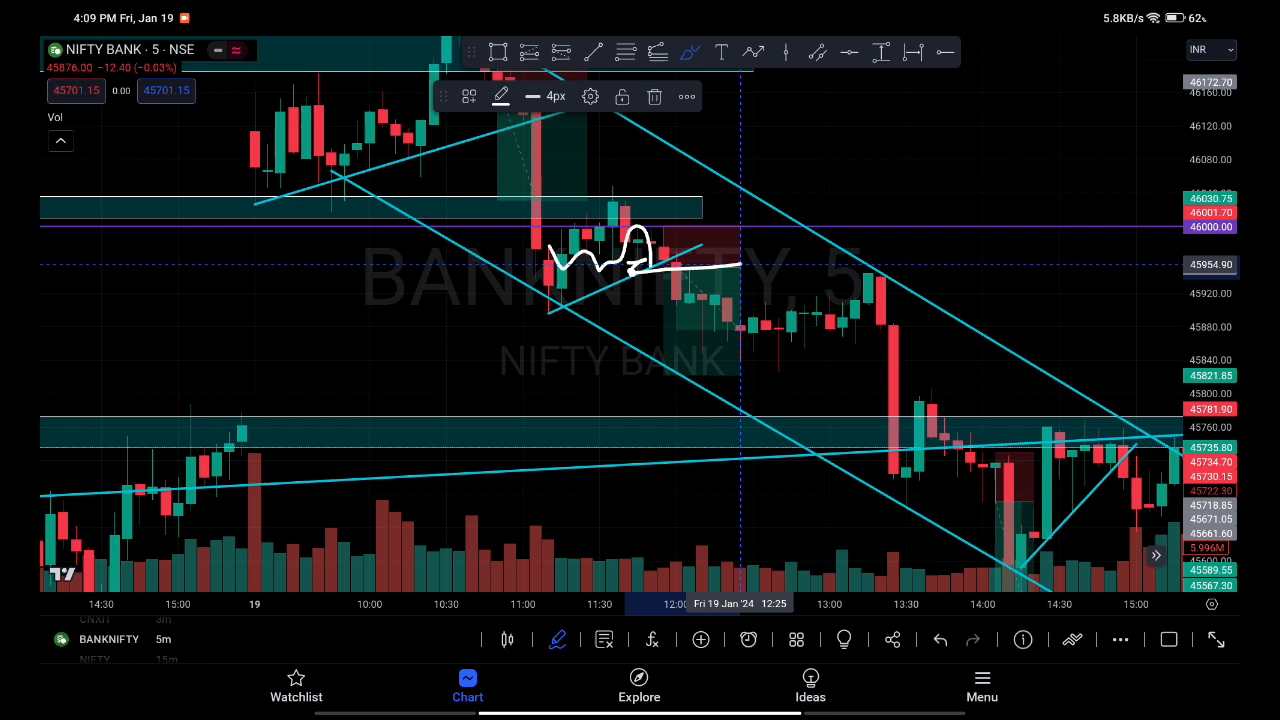 4:09 PM Fri, Jan 19
5.8KB/s 62%
NIFTY BANK · 5 · NSE
45876.00 −12.40 (−0.03%)
45701.15 0.00 45701.15
Vol
4px
INR
BANKNIFTY, 5
NIFTY BANK
46172.70
46160.00
46120.00
46080.00
46030.75
46001.70
46000.00
45954.90
45920.00
45880.00
45840.00
45821.85
45800.00
45781.90
45760.00
45735.80
45734.70
45730.15
45722.30
45718.85
45671.05
45661.60
5.996M
45600.00
45589.55
45567.30
14:30 15:00 19 10:00 10:30 11:00 11:30 12:00 Fri 19 Jan '24 12:25 13:00 13:30 14:00 14:30 15:00
CNXIT 3m
BANKNIFTY 5m
NIFTY 15m
Watchlist Chart Explore Ideas Menu